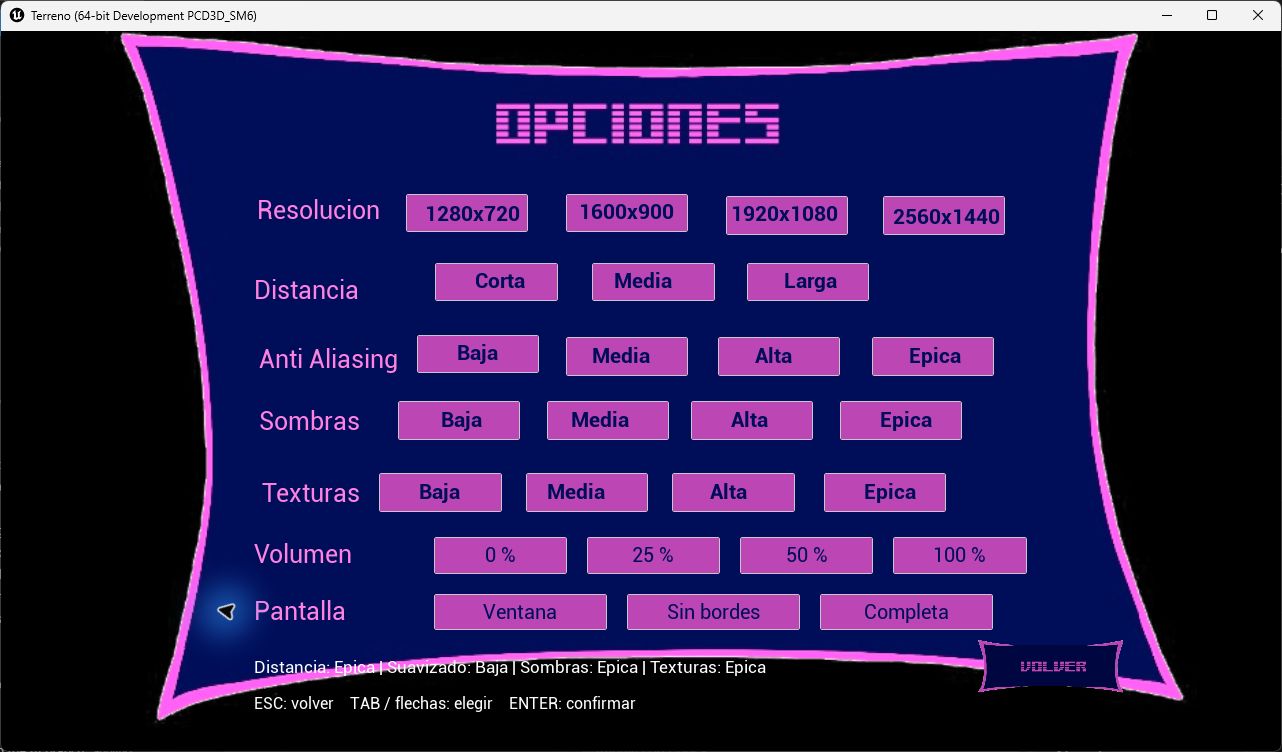 Terreno (64-bit Development PCD3D_SM6)
OPCIONES
Resolucion 1280x720 1600x900 1920x1080 2560x1440
Distancia Corta Media Larga
Anti Aliasing Baja Media Alta Epica
Sombras Baja Media Alta Epica
Texturas Baja Media Alta Epica
Volumen 0 % 25 % 50 % 100 %
Pantalla Ventana Sin bordes Completa
Distancia: Epica | Suavizado: Baja | Sombras: Epica | Texturas: Epica
VOLVER
ESC: volver TAB / flechas: elegir ENTER: confirmar